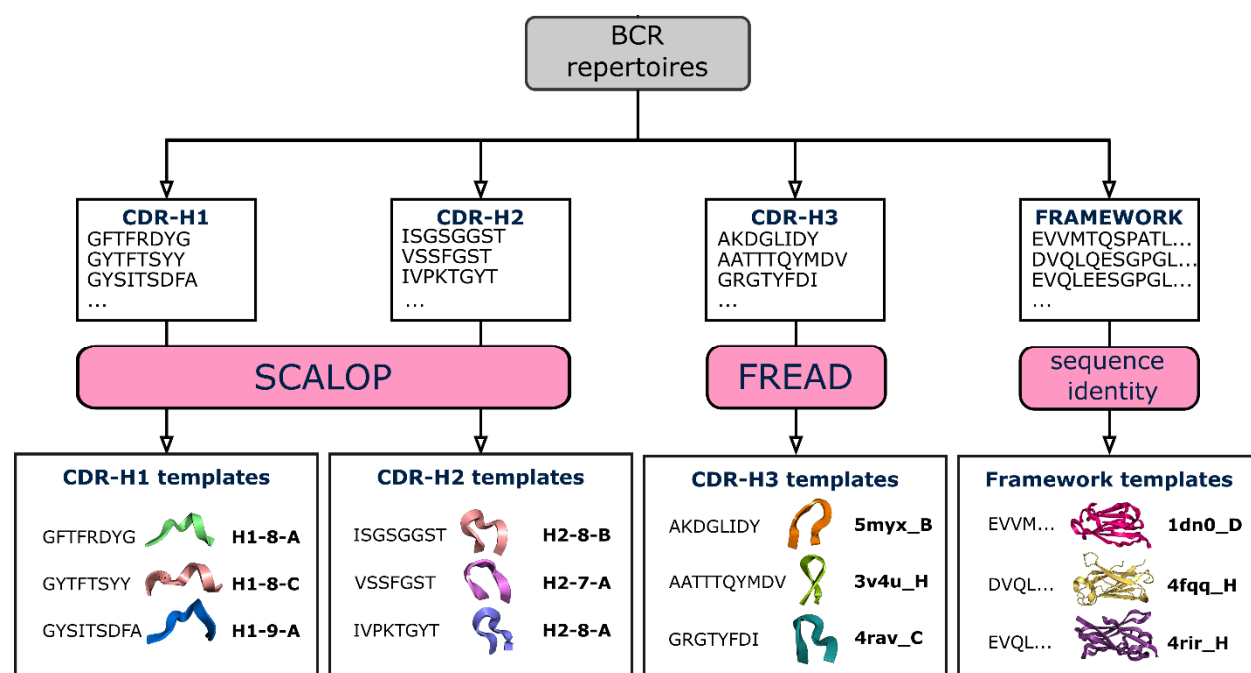 BCR
repertoires
CDR-H1
GFTFRDYG
GYTFTSYY
GYSITSDFA
...
CDR-H2
ISGSGGST
VSSFGST
IVPKTGYT
...
CDR-H3
AKDGLIDY
AATTTQYMDV
GRGTYFDI
...
FRAMEWORK
EVVMTQSPATL...
DVQLQESGPGL...
EVQLEESGPGL...
...
SCALOP
FREAD
sequence
identity
CDR-H1 templates
GFTFRDYG H1-8-A
GYTFTSYY H1-8-C
GYSITSDFA H1-9-A
CDR-H2 templates
ISGSGGST H2-8-B
VSSFGST H2-7-A
IVPKTGYT H2-8-A
CDR-H3 templates
AKDGLIDY 5myx_B
AATTTQYMDV 3v4u_H
GRGTYFDI 4rav_C
Framework templates
EVVM... 1dn0_D
DVQL... 4fqq_H
EVQL... 4rir_H